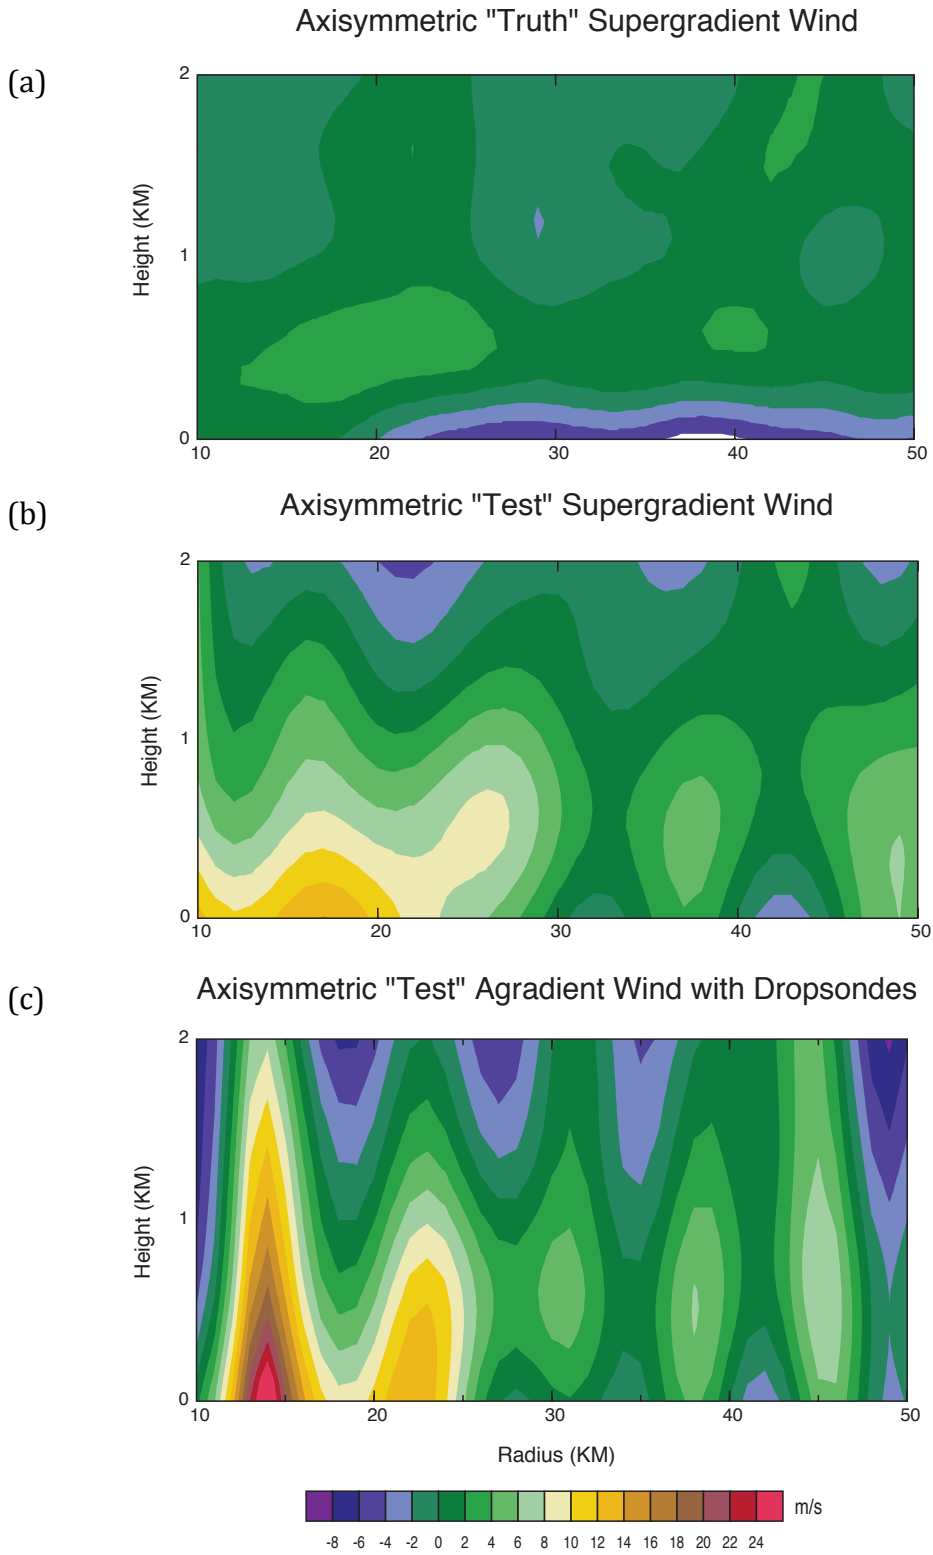 Axisymmetric "Truth" Supergradient Wind
(a)
2
1
0
Height (KM)
10 20 30 40 50
Axisymmetric "Test" Supergradient Wind
(b)
2
1
0
Height (KM)
10 20 30 40 50
Axisymmetric "Test" Agradient Wind with Dropsondes
(c)
2
1
0
Height (KM)
10 20 30 40 50
Radius (KM)
m/s
-8 -6 -4 -2 0 2 4 6 8 10 12 14 16 18 20 22 24